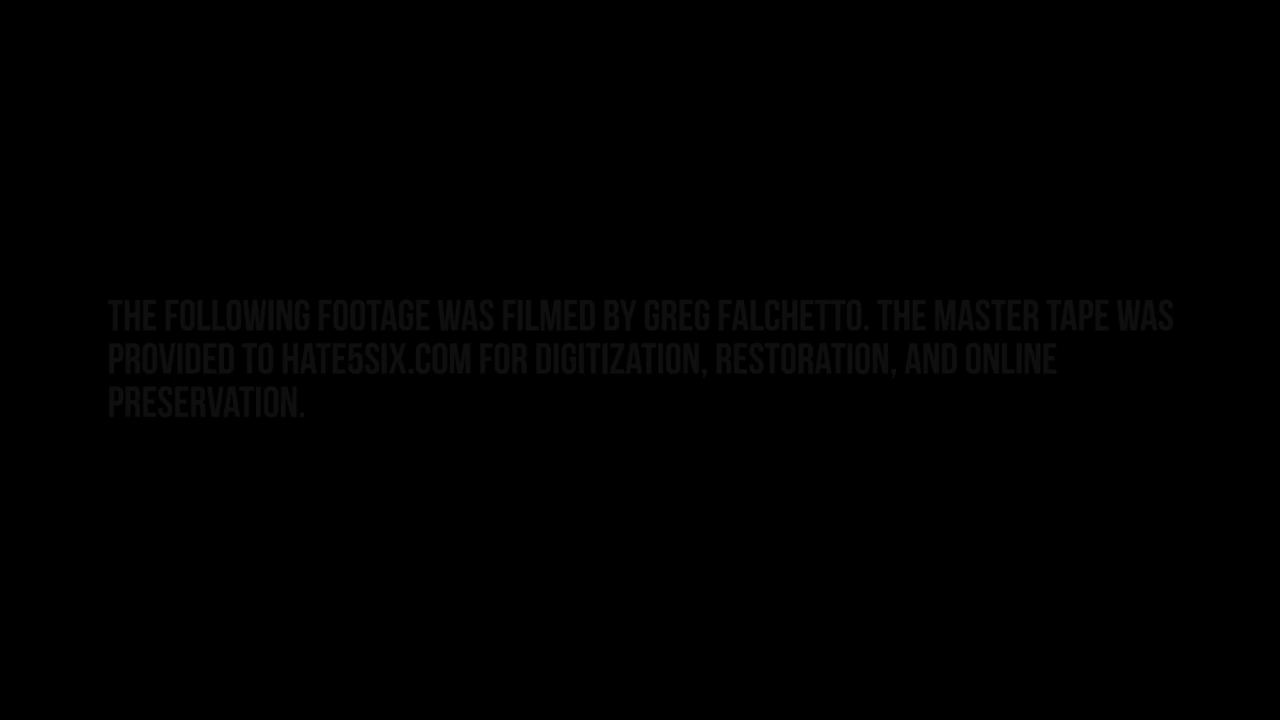 THE FOLLOWING FOOTAGE WAS FILMED BY GREG FALCHETTO. THE MASTER TAPE WAS
PROVIDED TO HATE5SIX.COM FOR DIGITIZATION, RESTORATION, AND ONLINE
PRESERVATION.